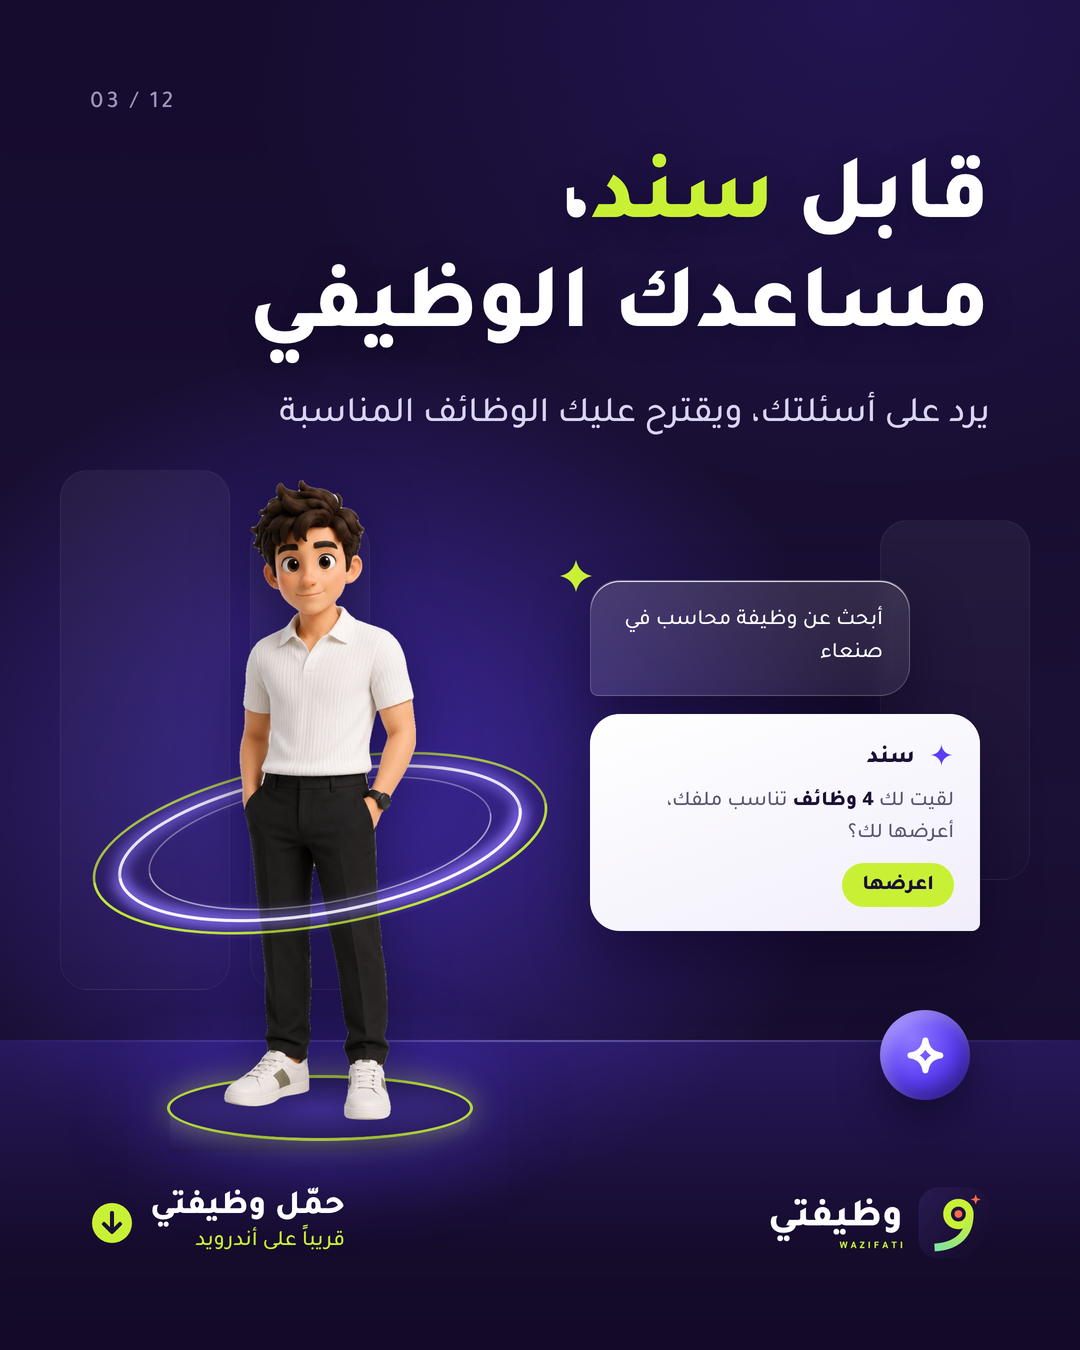 03 / 12
قابل سند،
مساعدك الوظيفي
يرد على أسئلتك، ويقترح عليك الوظائف المناسبة
أبحث عن وظيفة محاسب في
صنعاء
سند
لقيت لك 4 وظائف تناسب ملفك،
أعرضها لك؟
اعرضها
وظيفتي
WAZIFATI
حمّل وظيفتي
قريباً على أندرويد